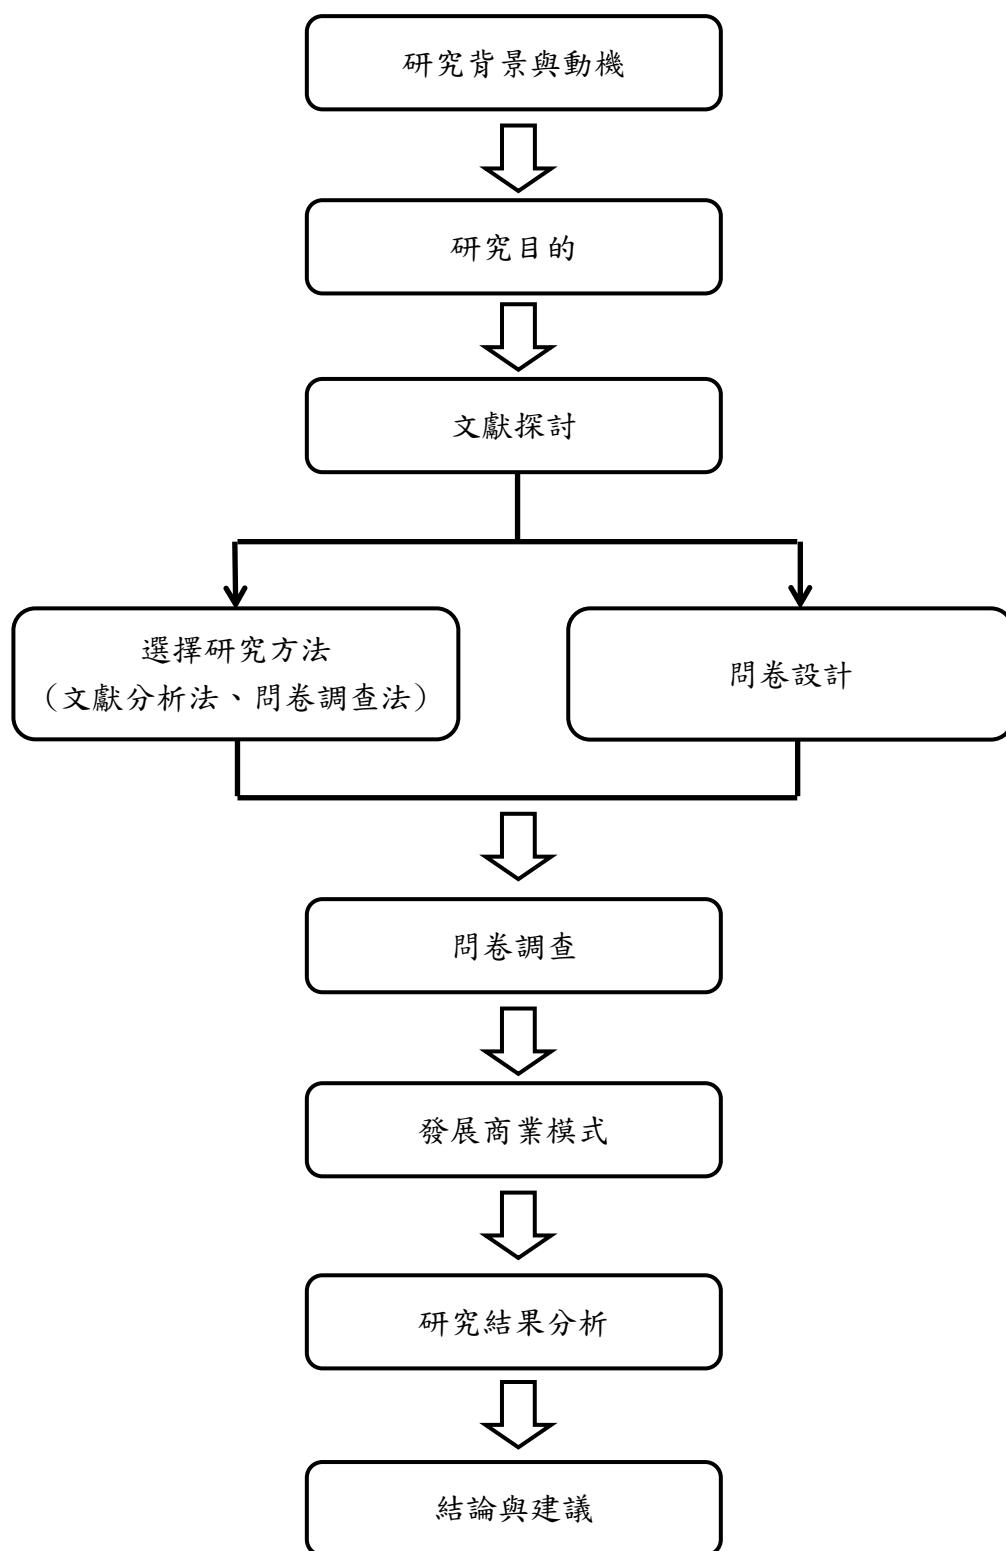 研究背景與動機
研究目的
文獻探討
選擇研究方法
（文獻分析法、問卷調查法）
問卷設計
問卷調查
發展商業模式
研究結果分析
結論與建議